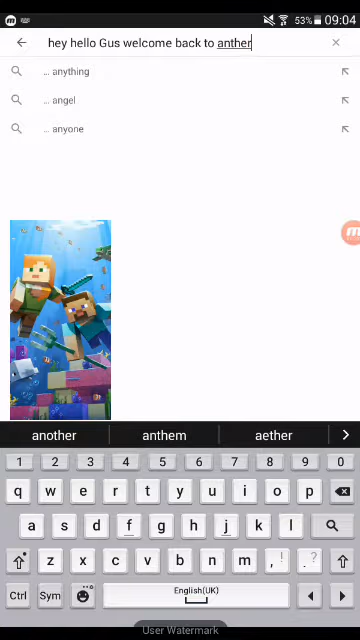 53% 09:04
hey hello Gus welcome back to anther
... anything
... angel
... anyone
another anthem aether
1 2 3 4 5 6 7 8 9 0
q w e r t y u i o p
a s d f g h j k l
z x c v b n m , ! . ?
Ctrl Sym English(UK)
User Watermark